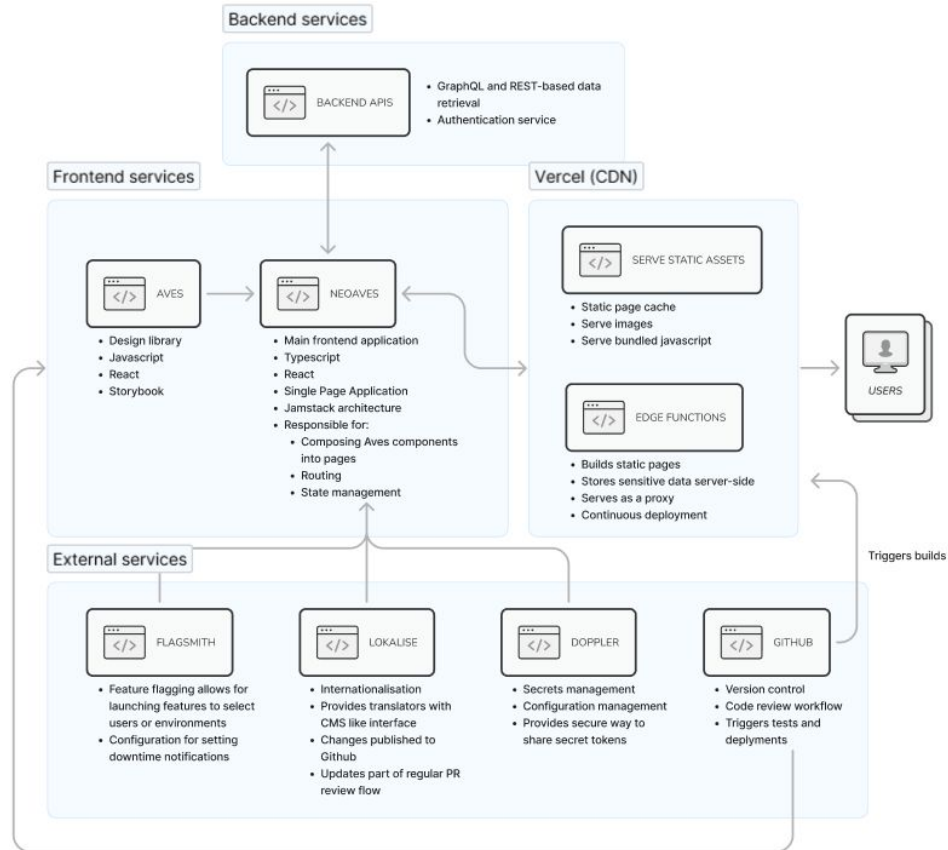 Backend services
BACKEND APIS
• GraphQL and REST-based data
retrieval
• Authentication service
Frontend services
AVES
• Design library
• Javascript
• React
• Storybook
NEOAVES
• Main frontend application
• Typescript
• React
• Single Page Application
• Jamstack architecture
• Responsible for:
• Composing Aves components
into pages
• Routing
• State management
Vercel (CDN)
SERVE STATIC ASSETS
• Static page cache
• Serve images
• Serve bundled javascript
EDGE FUNCTIONS
• Builds static pages
• Stores sensitive data server-side
• Serves as a proxy
• Continuous deployment
USERS
Triggers builds
External services
FLAGSMITH
• Feature flagging allows for
launching features to select
users or environments
• Configuration for setting
downtime notifications
LOKALISE
• Internationalisation
• Provides translators with
CMS like interface
• Changes published to
Github
• Updates part of regular PR
review flow
DOPPLER
• Secrets management
• Configuration management
• Provides secure way to
share secret tokens
GITHUB
• Version control
• Code review workflow
• Triggers tests and
deplyments